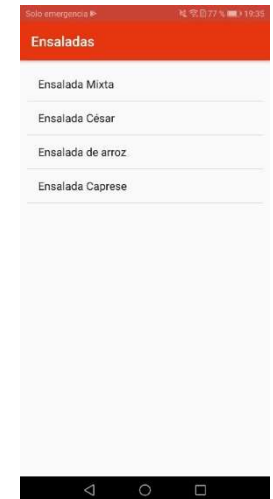 Solo emergencia 77 % 19:35
Ensaladas
Ensalada Mixta
Ensalada César
Ensalada de arroz
Ensalada Caprese